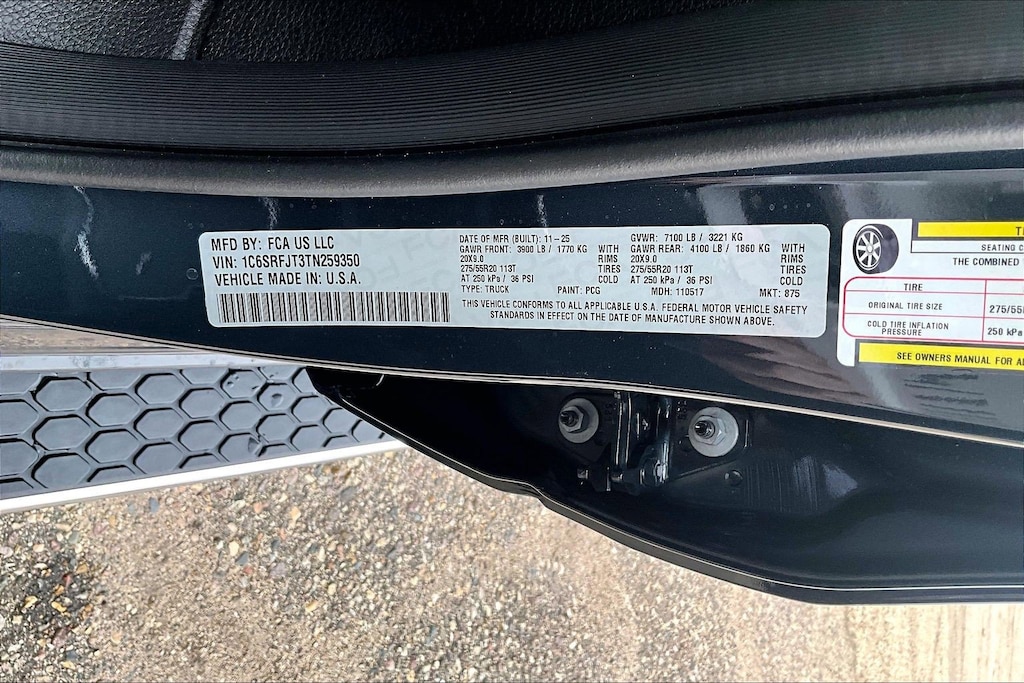 MFD BY: FCA US LLC
VIN: 1C6SRFJT3TN259350
VEHICLE MADE IN U.S.A.
DATE OF MFR (BUILT): 11-25 GVWR: 7100 LB / 3221 KG
GAWR FRONT: 3900 LB / 1770 KG WITH GAWR REAR: 4100 LB / 1860 KG WITH
20X9.0 RIMS 20X9.0 RIMS
275/55R20 113T TIRES 275/55R20 113T TIRES
AT 250 kPa / 36 PSI COLD AT 250 kPa / 36 PSI COLD
TYPE: TRUCK PAINT: PCG MDH: 110517 MKT: 875
THIS VEHICLE CONFORMS TO ALL APPLICABLE U.S.A. FEDERAL MOTOR VEHICLE SAFETY
STANDARDS IN EFFECT ON THE DATE OF MANUFACTURE SHOWN ABOVE.
SEATING
THE COMBINED
TIRE
ORIGINAL TIRE SIZE 275/55
COLD TIRE INFLATION
PRESSURE 250 kPa
SEE OWNERS MANUAL FOR